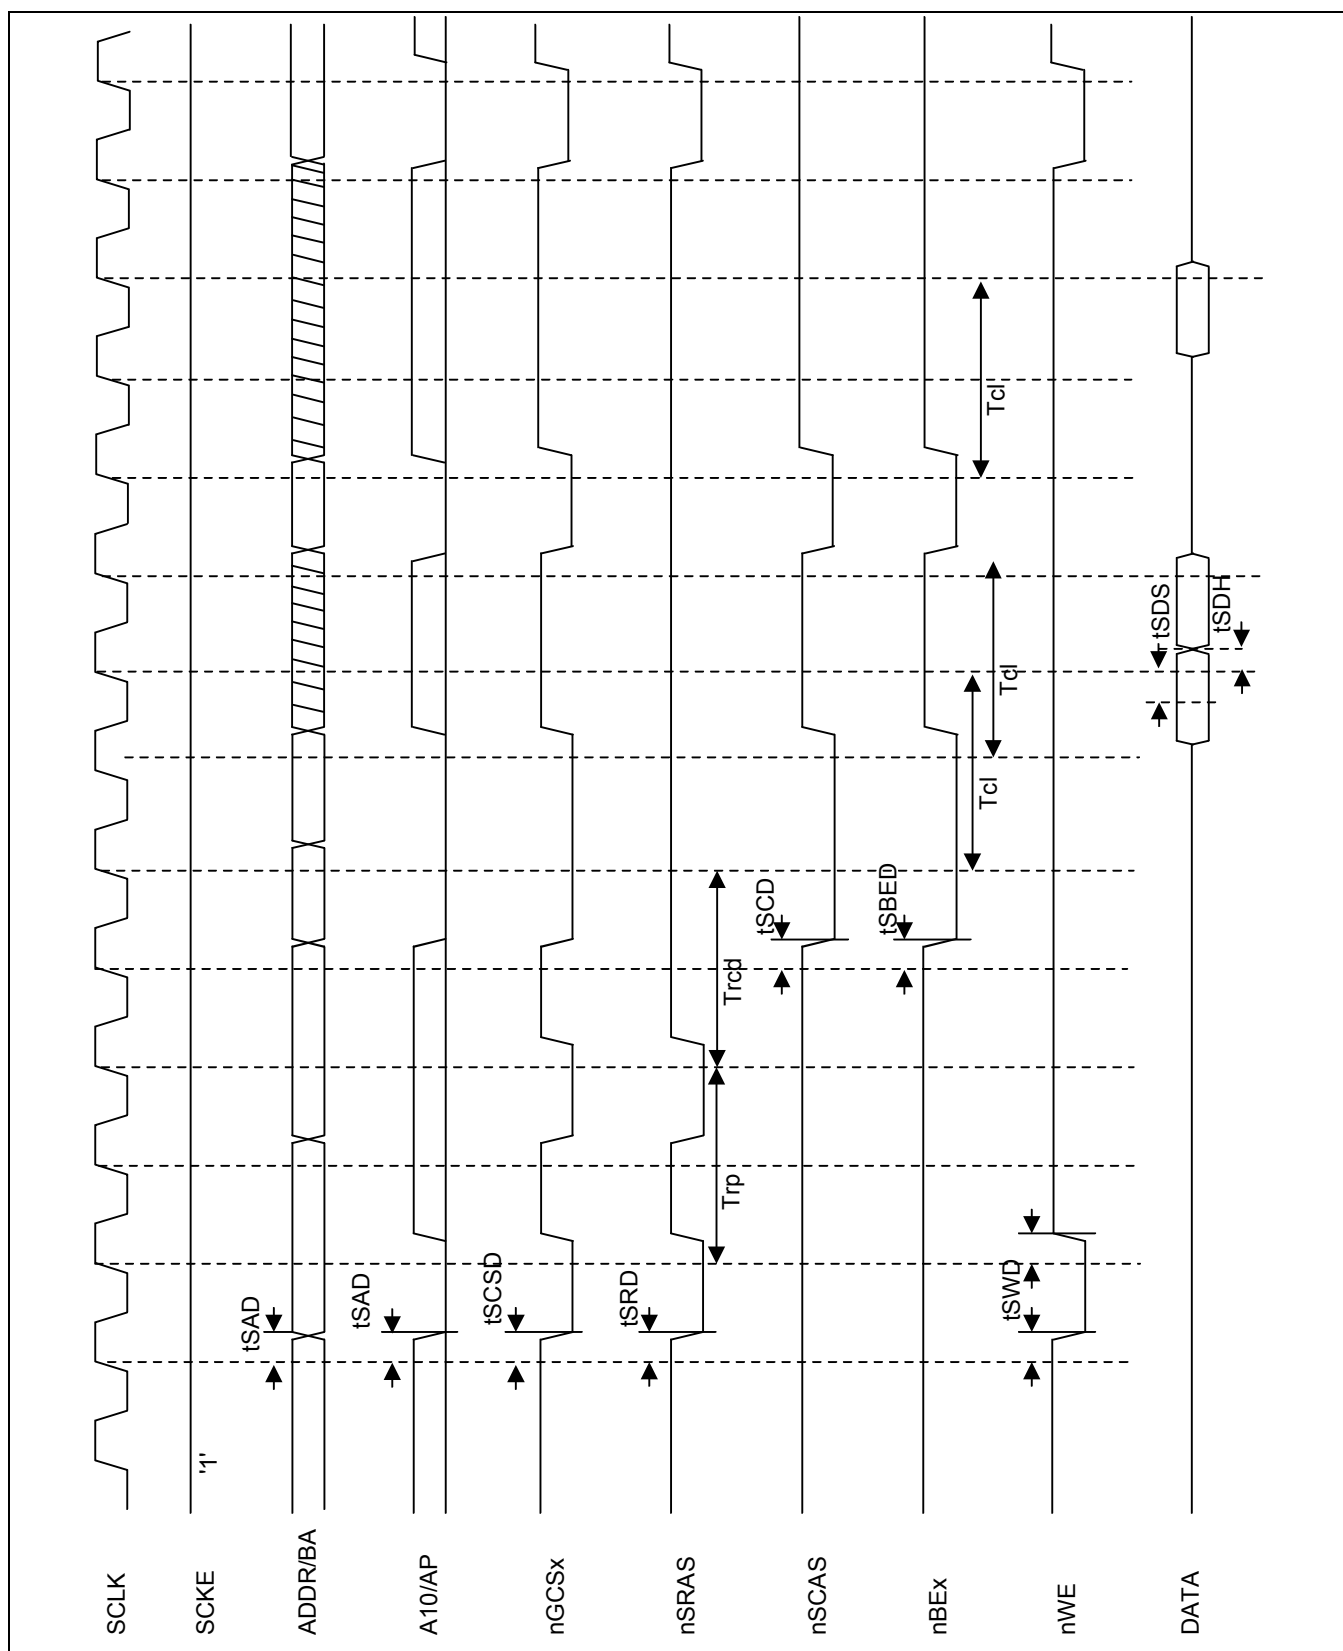 SCLK
SCKE
'1'
ADDR/BA
tSAD
A10/AP
tSAD
nGCSx
tSCSD
nSRAS
tSRD
Trp
Trcd
nSCAS
tSCD
nBEx
tSBED
Tcl
Tcl
Tcl
nWE
tSWD
DATA
tSDS
tSDH